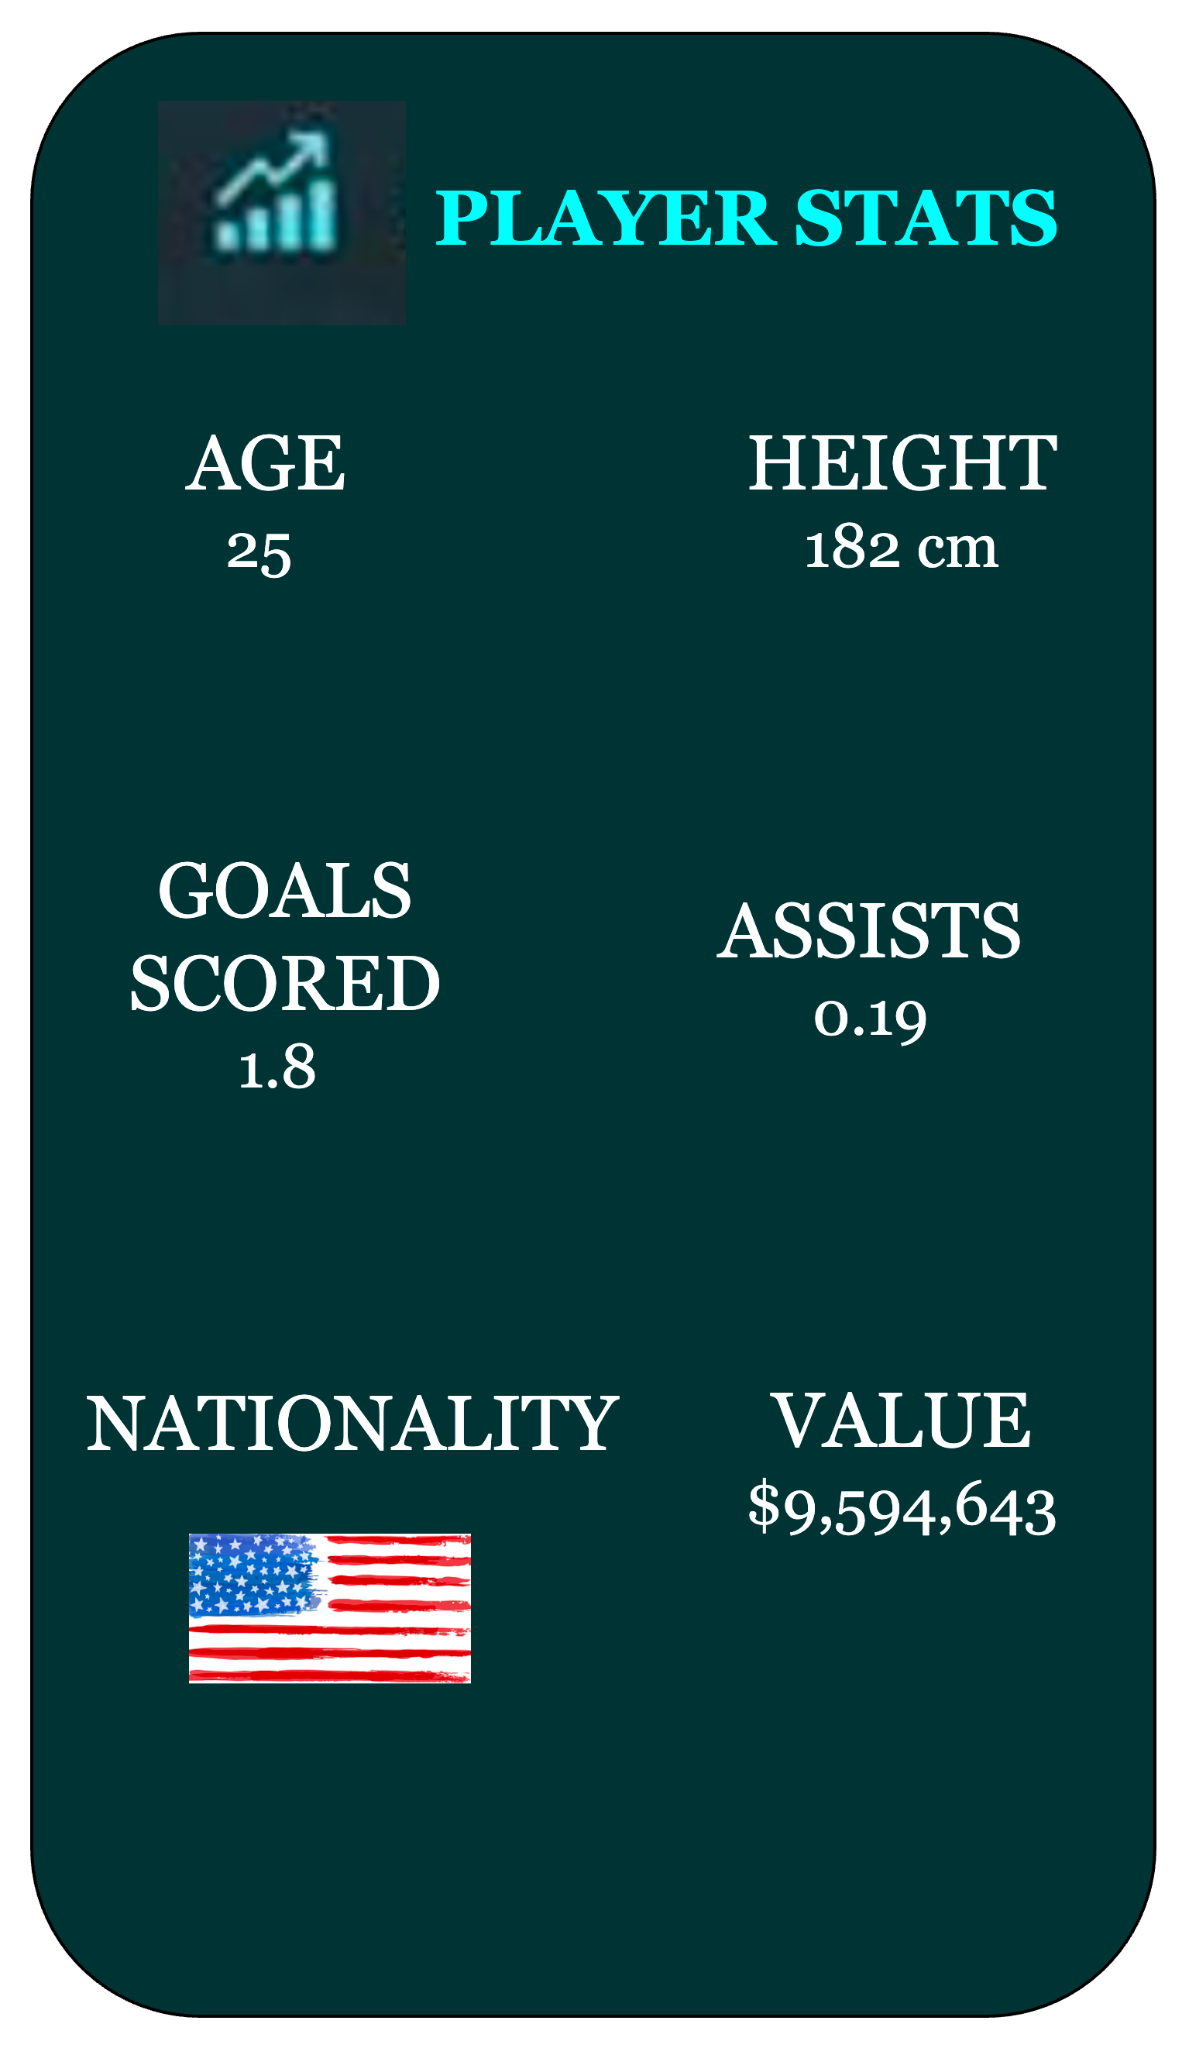 PLAYER STATS
AGE
25
HEIGHT
182 cm
GOALS
SCORED
1.8
ASSISTS
0.19
NATIONALITY
VALUE
$9,594,643